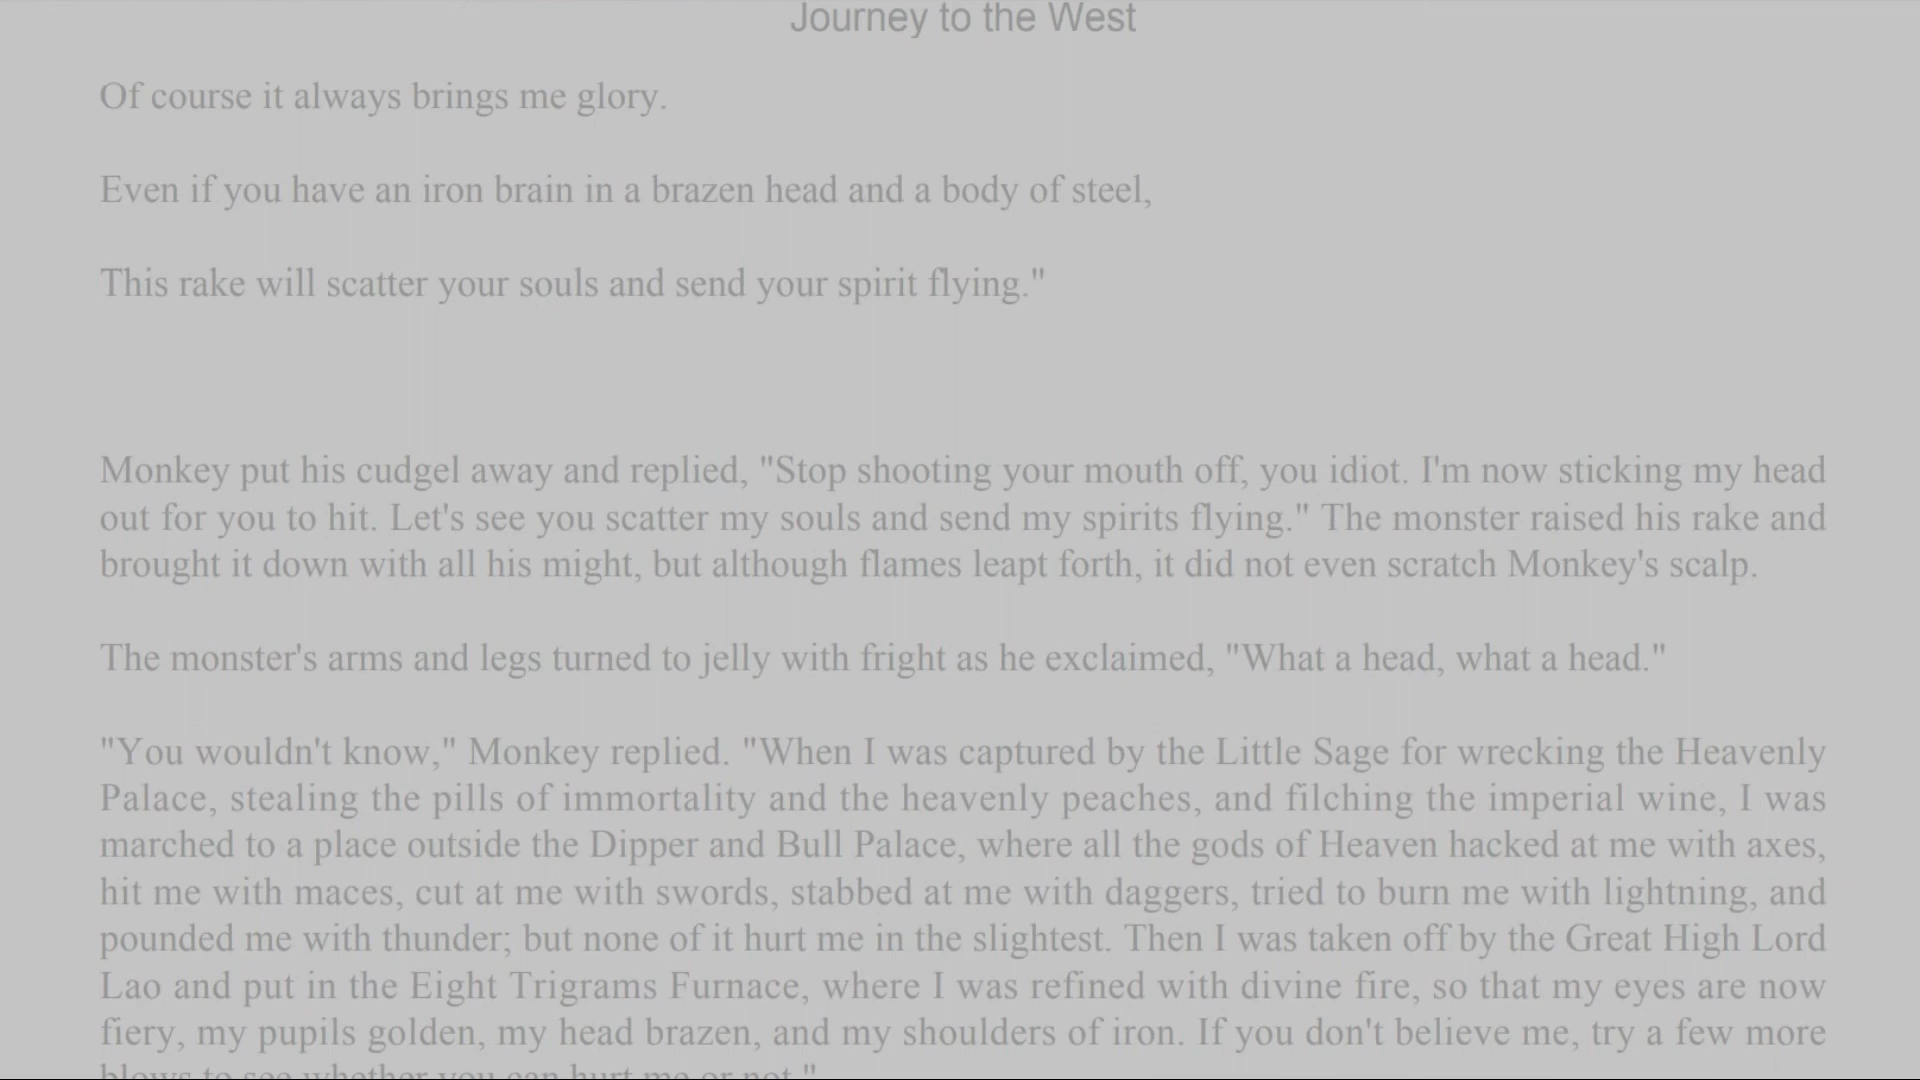 Journey to the West
Of course it always brings me glory.
Even if you have an iron brain in a brazen head and a body of steel,
This rake will scatter your souls and send your spirit flying."
Monkey put his cudgel away and replied, "Stop shooting your mouth off, you idiot. I'm now sticking my head
out for you to hit. Let's see you scatter my souls and send my spirits flying." The monster raised his rake and
brought it down with all his might, but although flames leapt forth, it did not even scratch Monkey's scalp.
The monster's arms and legs turned to jelly with fright as he exclaimed, "What a head, what a head."
"You wouldn't know," Monkey replied. "When I was captured by the Little Sage for wrecking the Heavenly
Palace, stealing the pills of immortality and the heavenly peaches, and filching the imperial wine, I was
marched to a place outside the Dipper and Bull Palace, where all the gods of Heaven hacked at me with axes,
hit me with maces, cut at me with swords, stabbed at me with daggers, tried to burn me with lightning, and
pounded me with thunder; but none of it hurt me in the slightest. Then I was taken off by the Great High Lord
Lao and put in the Eight Trigrams Furnace, where I was refined with divine fire, so that my eyes are now
fiery, my pupils golden, my head brazen, and my shoulders of iron. If you don't believe me, try a few more
blows to see whether you can hurt me or not."